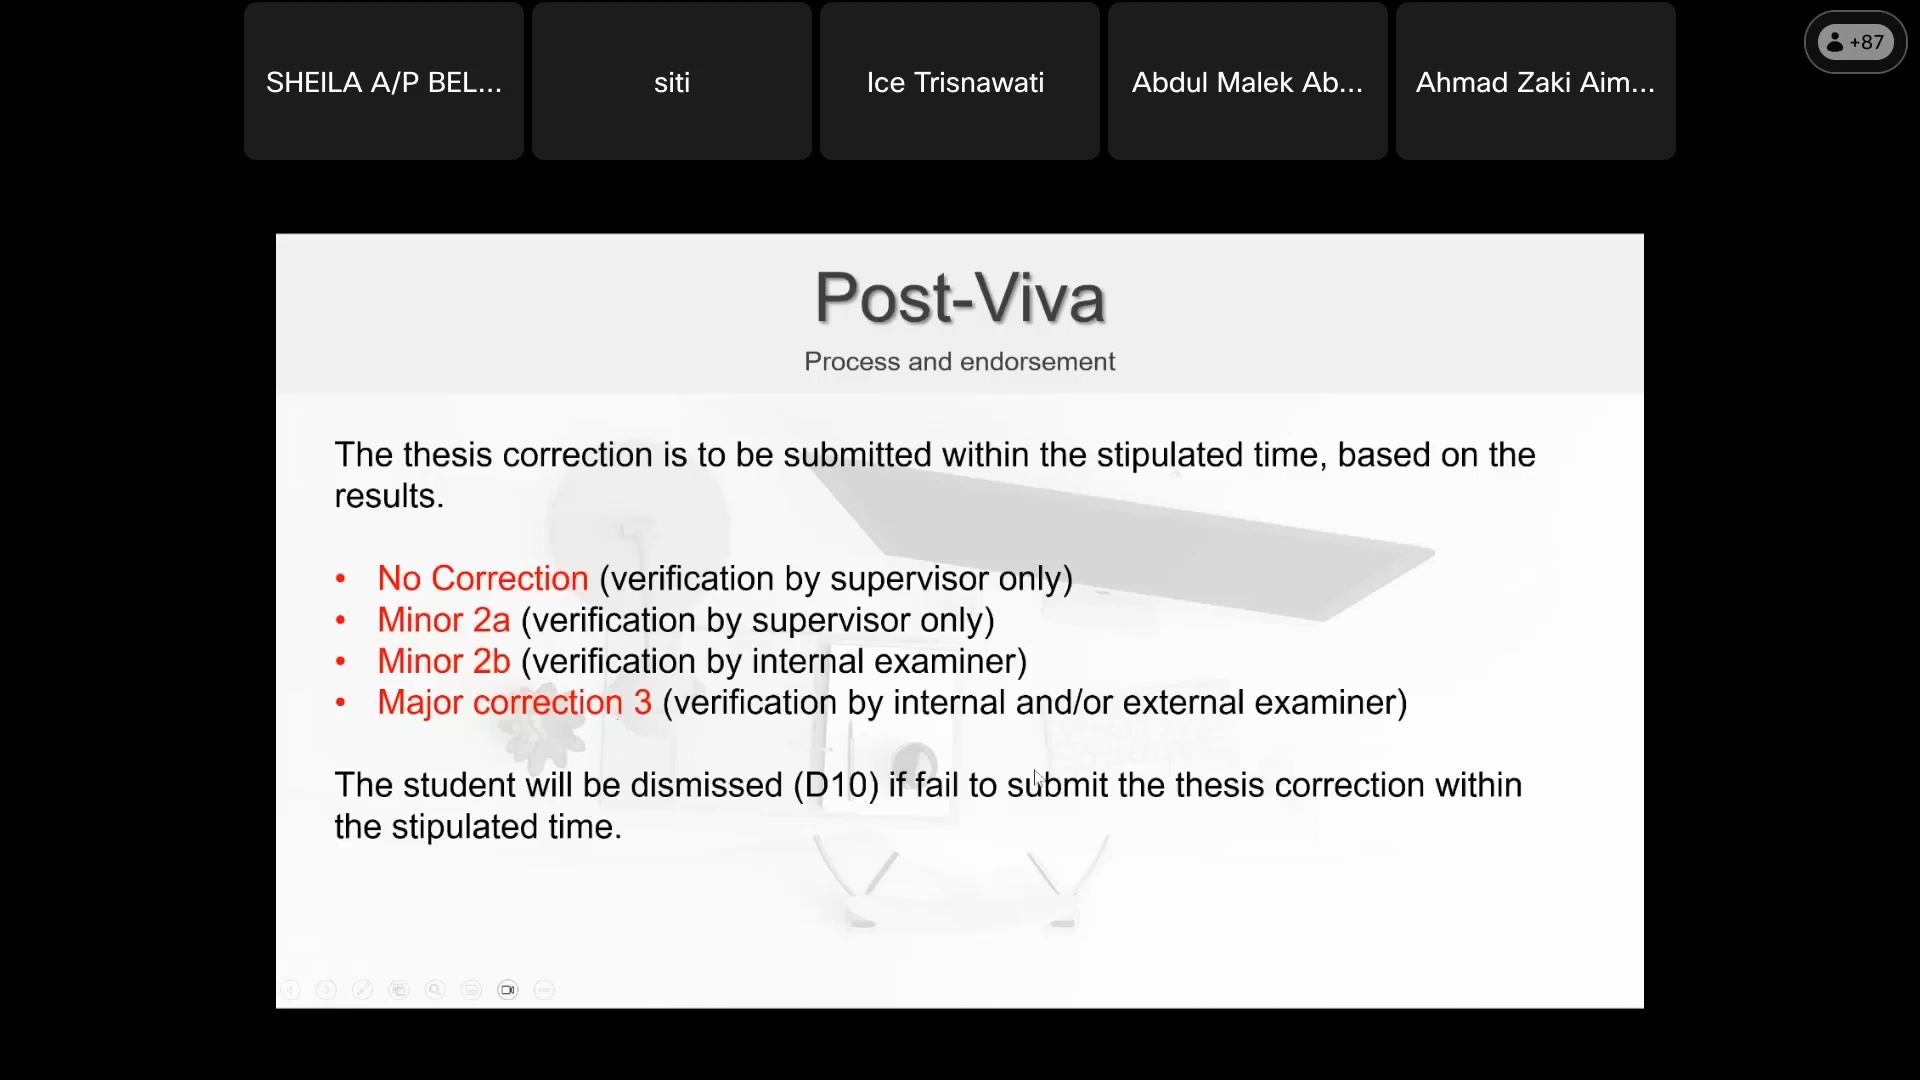 SHEILA A/P BEL...
siti
Ice Trisnawati
Abdul Malek Ab...
Ahmad Zaki Aim...
+87
Post-Viva
Process and endorsement
The thesis correction is to be submitted within the stipulated time, based on the
results.
• No Correction (verification by supervisor only)
• Minor 2a (verification by supervisor only)
• Minor 2b (verification by internal examiner)
• Major correction 3 (verification by internal and/or external examiner)
The student will be dismissed (D10) if fail to submit the thesis correction within
the stipulated time.